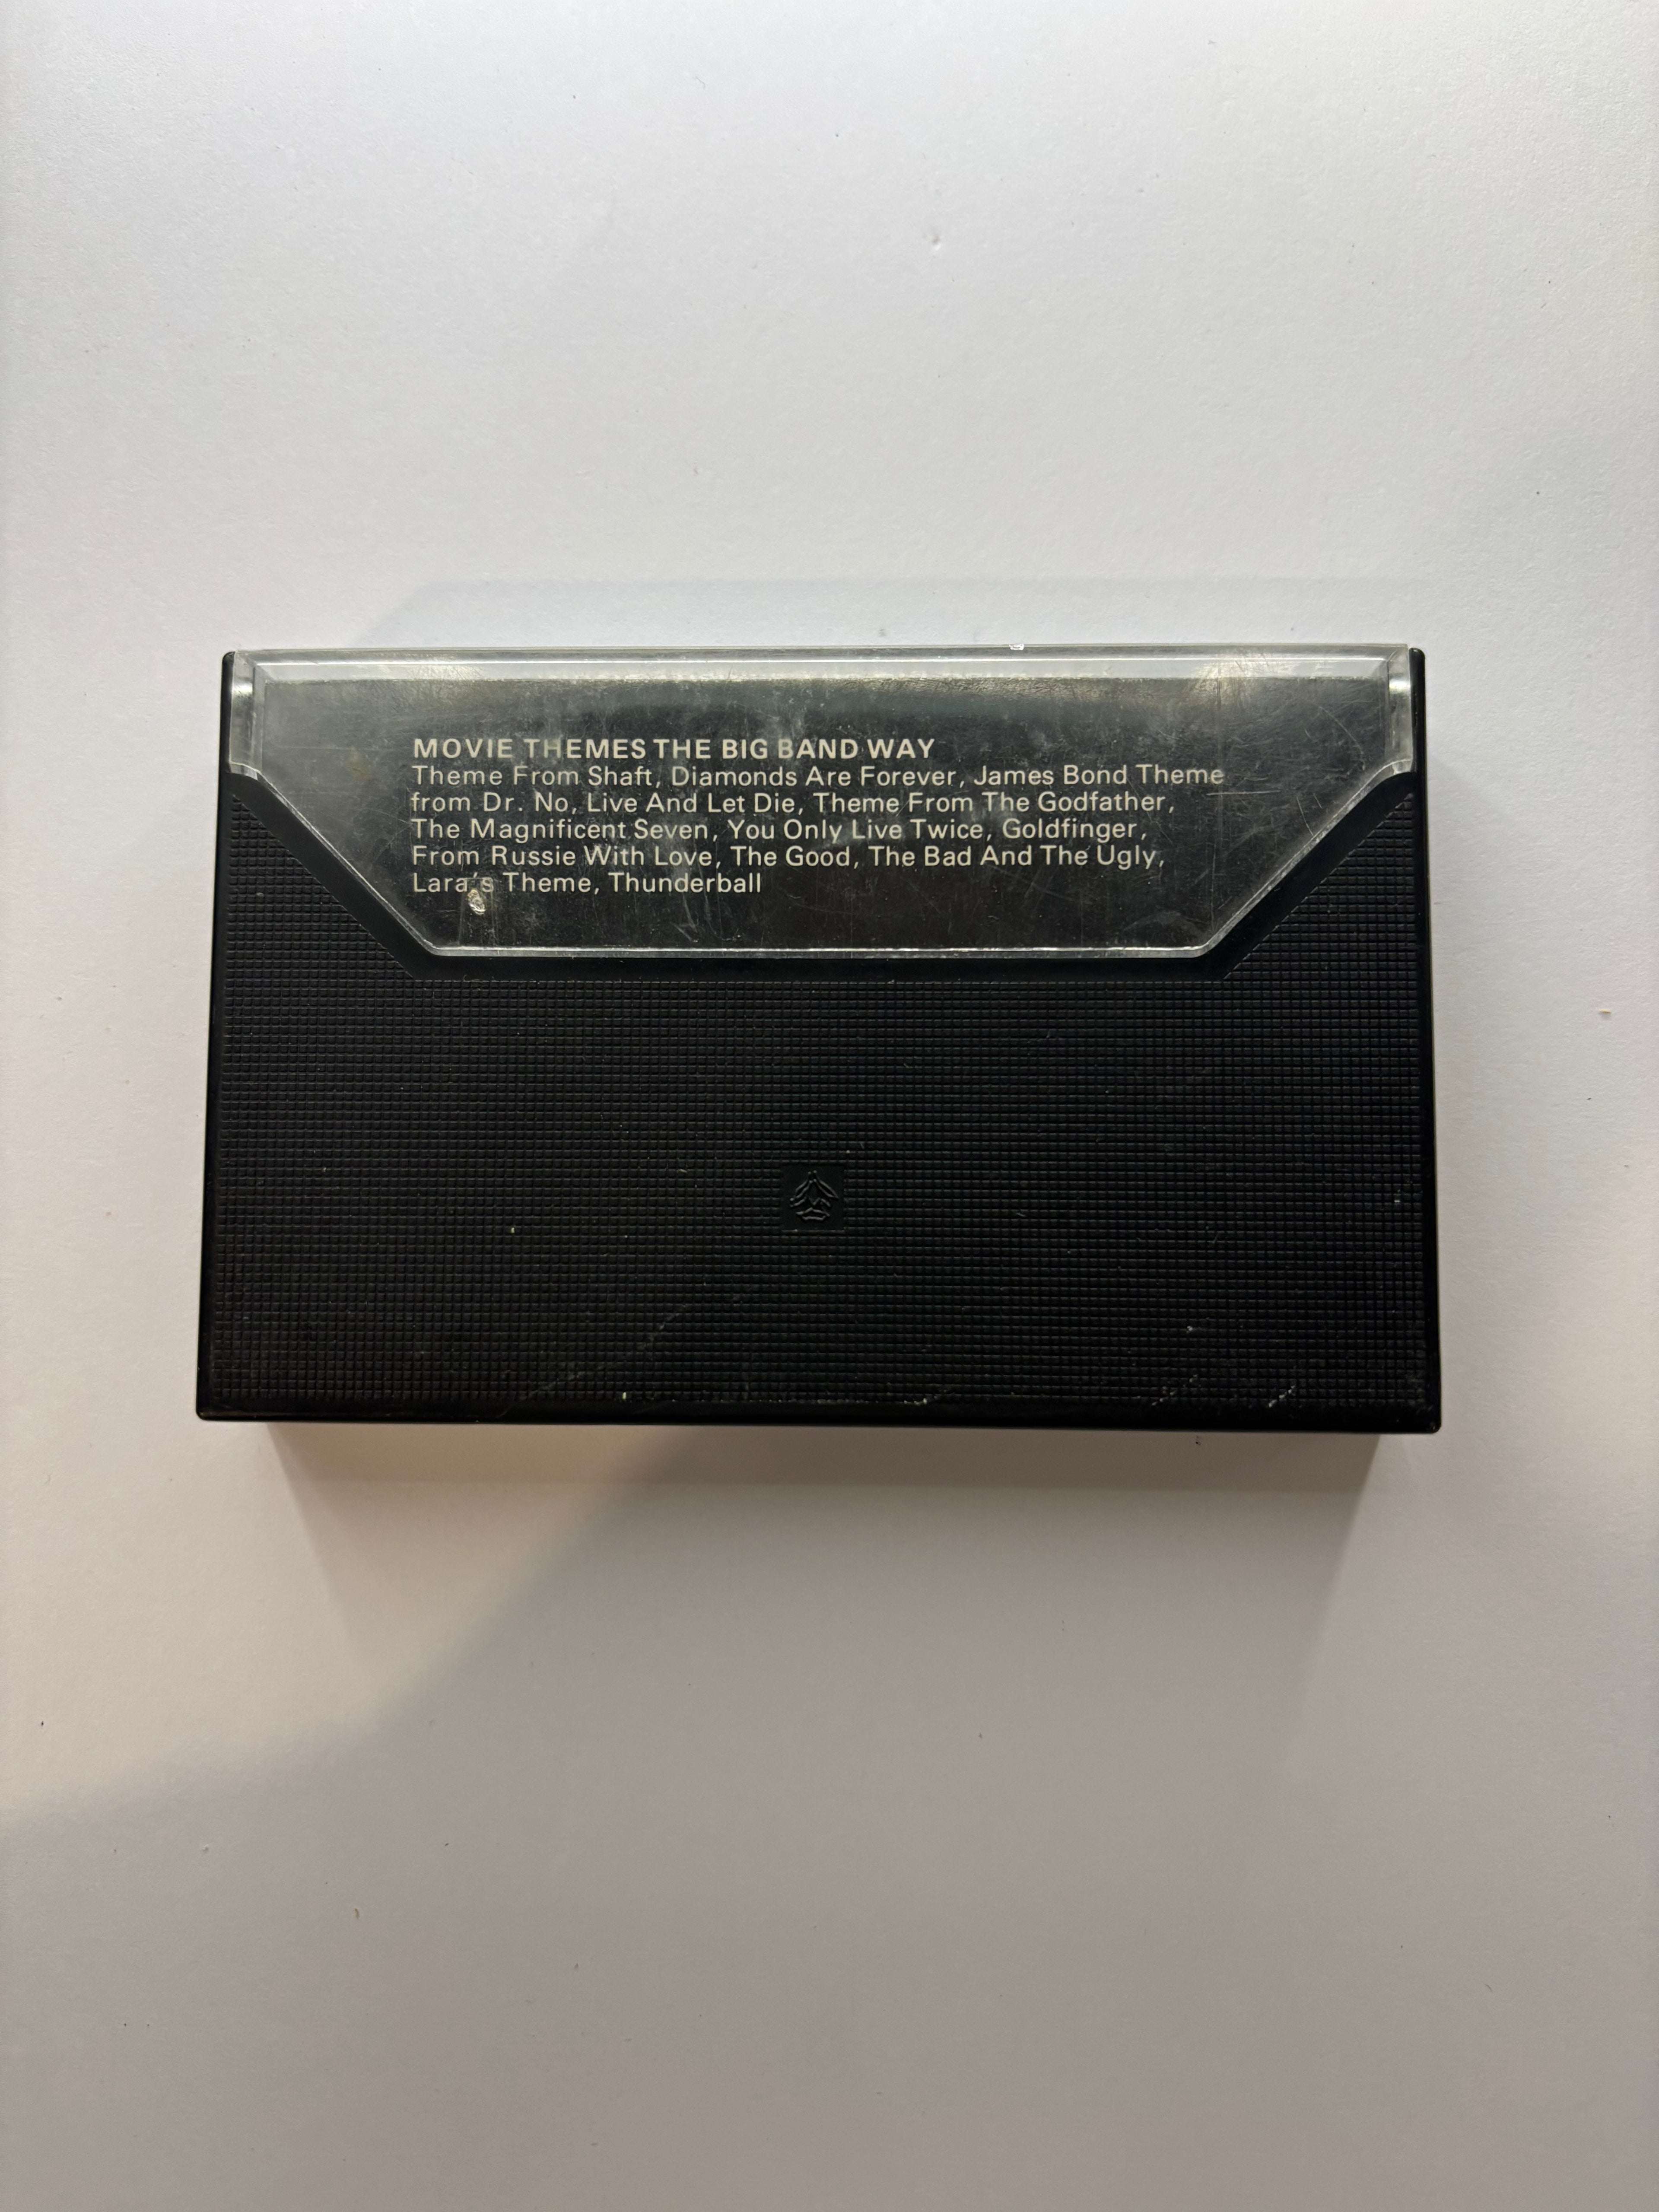 MOVIE THEMES THE BIG BAND WAY
Theme From Shaft, Diamonds Are Forever, James Bond Theme
from Dr. No, Live And Let Die, Theme From The Godfather,
The Magnificent Seven, You Only Live Twice, Goldfinger,
From Russie With Love, The Good, The Bad And The Ugly,
Lara's Theme, Thunderball